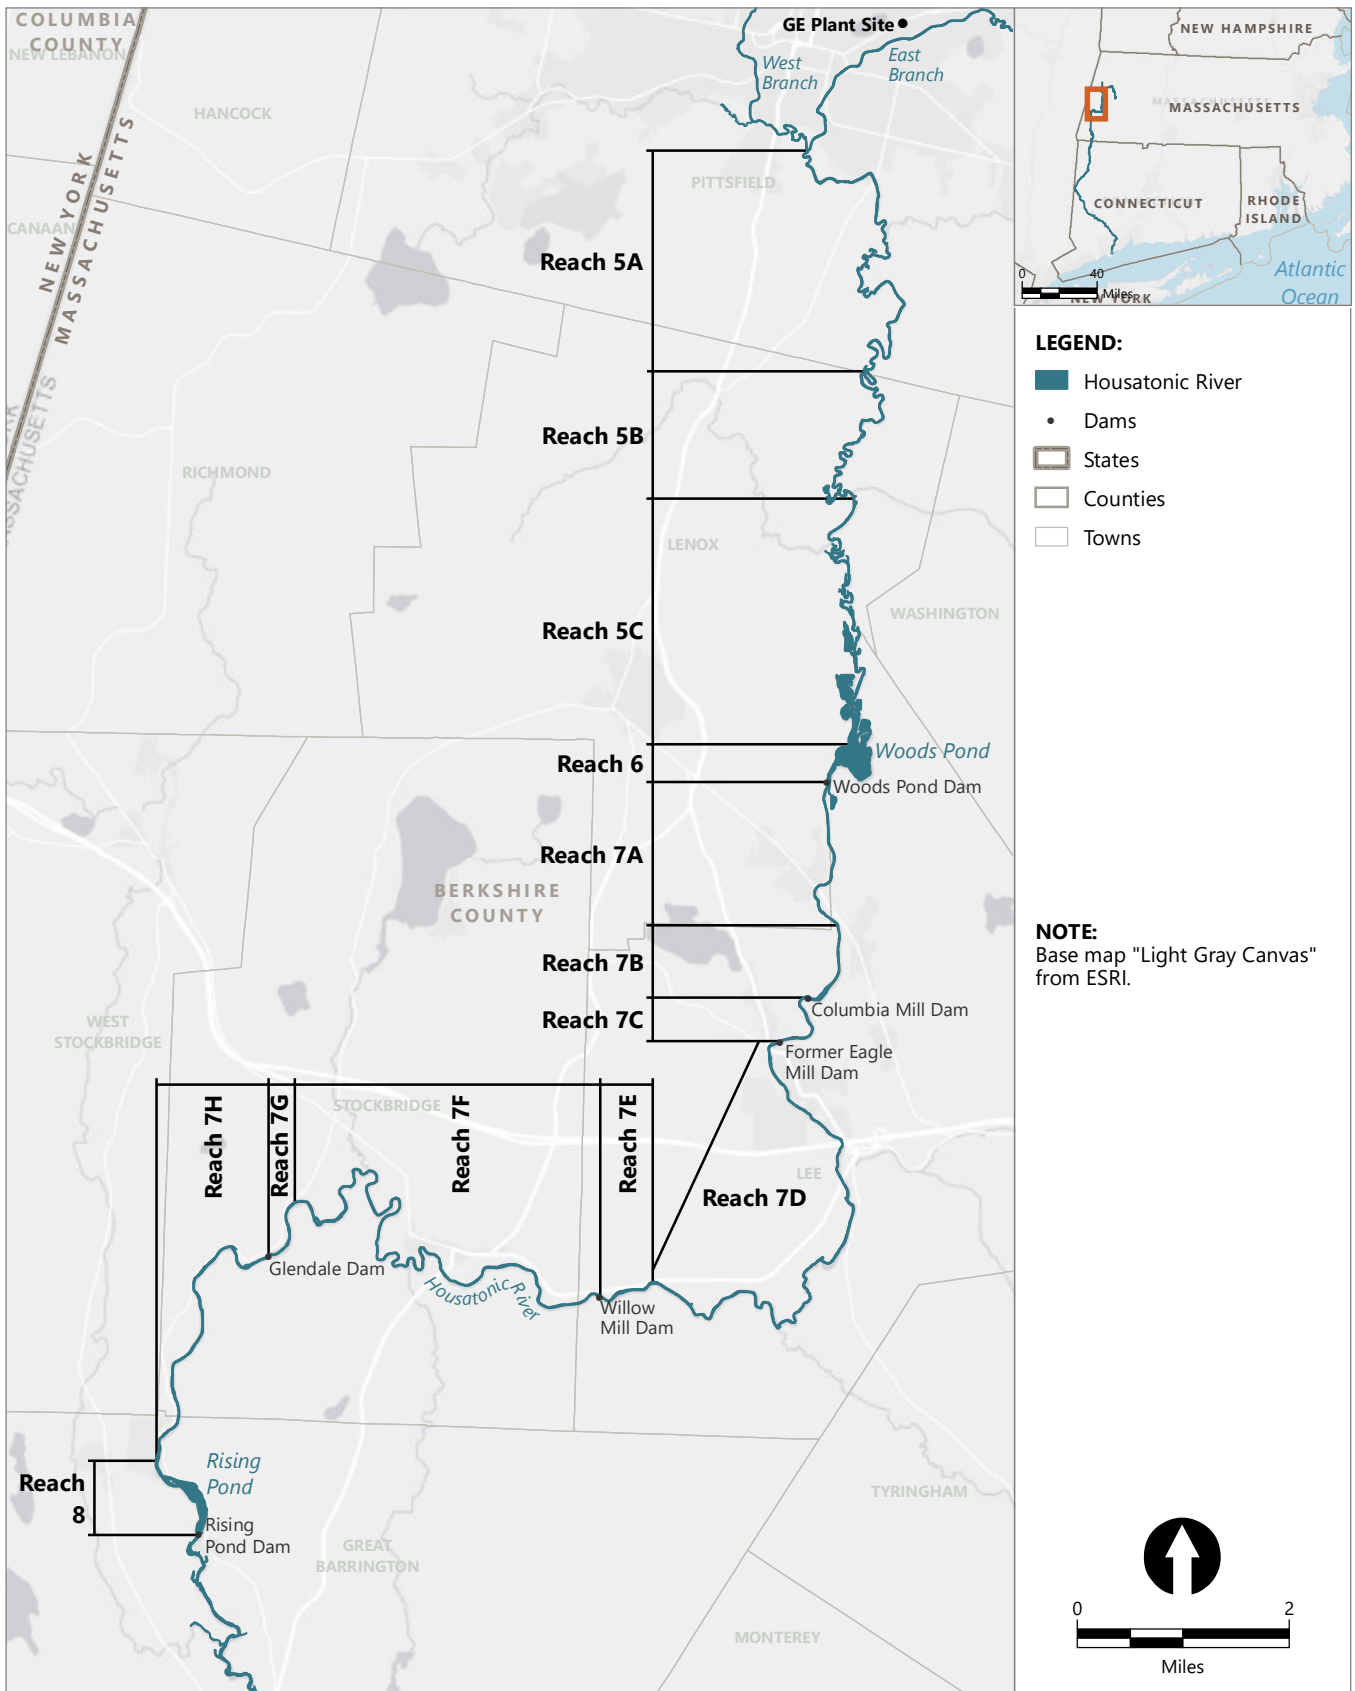 COLUMBIA
COUNTY
NEW LEBANON
HANCOCK
NEW YORK
MASSACHUSETTS
CANAAN
MASSACHUSETTS
GE Plant Site
West
Branch
East
Branch
PITTSFIELD
Reach 5A
Reach 5B
RICHMOND
LENOX
WASHINGTON
Reach 5C
Reach 6
Woods Pond
Woods Pond Dam
Reach 7A
BERKSHIRE
COUNTY
Reach 7B
Reach 7C
Columbia Mill Dam
Former Eagle
Mill Dam
WEST
STOCKBRIDGE
STOCKBRIDGE
Reach 7H
Reach 7G
Reach 7F
Reach 7E
LEE
Reach 7D
Glendale Dam
Housatonic River
Willow
Mill Dam
Rising
Pond
Reach
8
Rising
Pond Dam
GREAT
BARRINGTON
TYRINGHAM
MONTEREY
NEW HAMPSHIRE
MASSACHUSETTS
MASSACHUSETTS
CONNECTICUT
RHODE
ISLAND
Atlantic
Ocean
0 40
Miles
NEW YORK
LEGEND:
Housatonic River
Dams
States
Counties
Towns
NOTE:
Base map "Light Gray Canvas"
from ESRI.
0 2
Miles